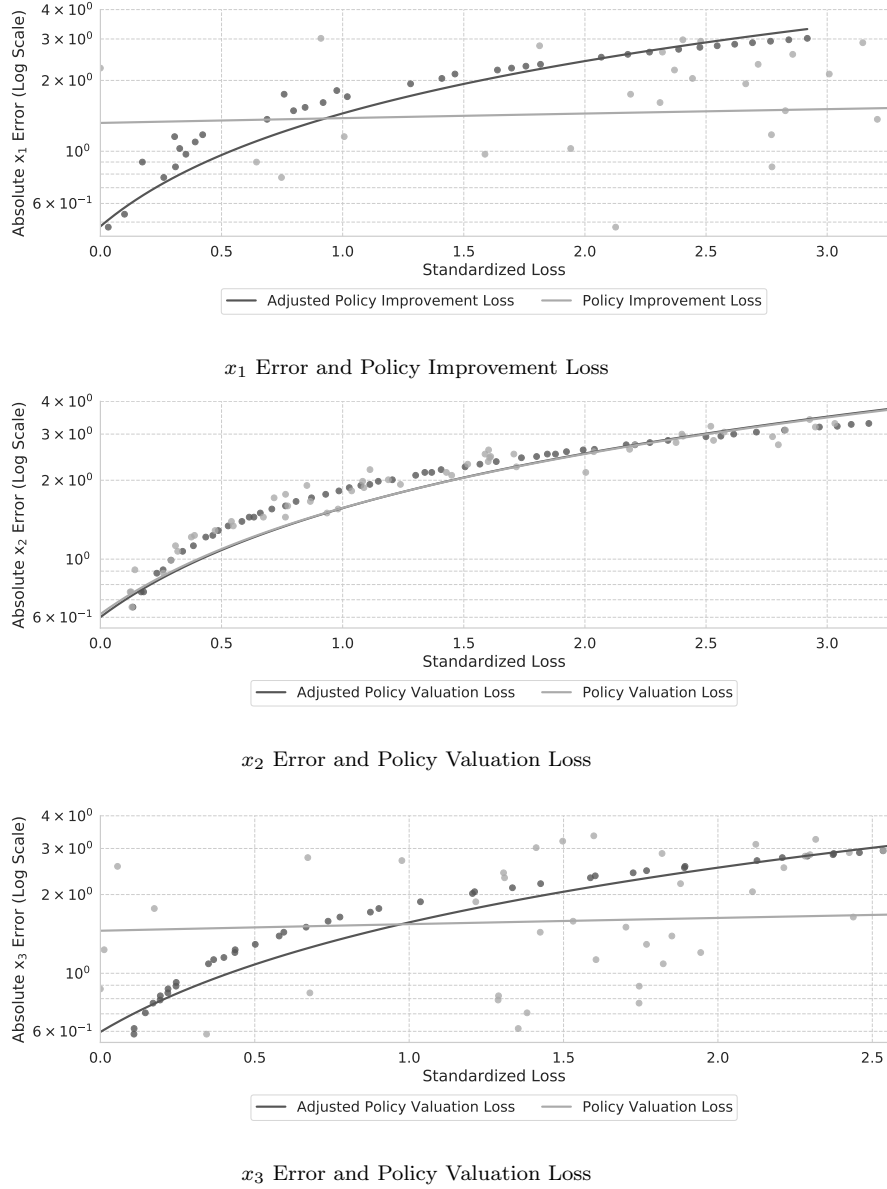 4 × 10⁰
3 × 10⁰
2 × 10⁰
10⁰
6 × 10⁻¹
Absolute x₁ Error (Log Scale)
0.0 0.5 1.0 1.5 2.0 2.5 3.0
Standardized Loss
Adjusted Policy Improvement Loss Policy Improvement Loss
x₁ Error and Policy Improvement Loss
4 × 10⁰
3 × 10⁰
2 × 10⁰
10⁰
6 × 10⁻¹
Absolute x₂ Error (Log Scale)
0.0 0.5 1.0 1.5 2.0 2.5 3.0
Standardized Loss
Adjusted Policy Valuation Loss Policy Valuation Loss
x₂ Error and Policy Valuation Loss
4 × 10⁰
3 × 10⁰
2 × 10⁰
10⁰
6 × 10⁻¹
Absolute x₃ Error (Log Scale)
0.0 0.5 1.0 1.5 2.0 2.5
Standardized Loss
Adjusted Policy Valuation Loss Policy Valuation Loss
x₃ Error and Policy Valuation Loss